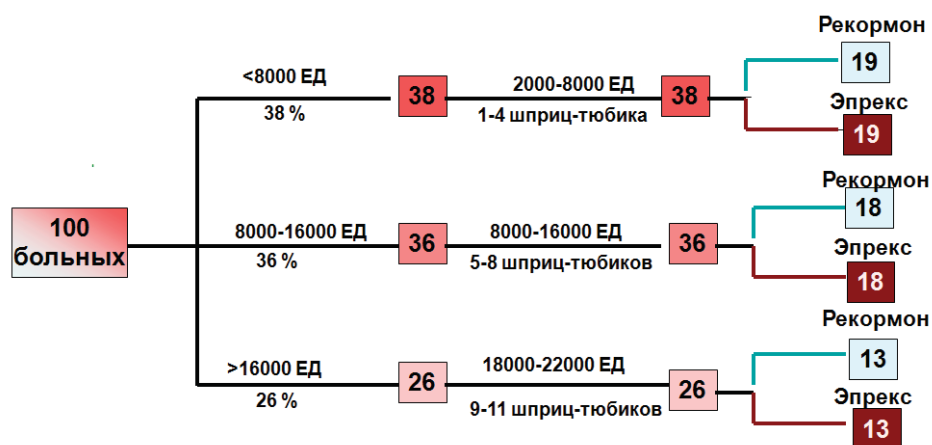 Рекормон
19
<8000 ЕД
38 %
38
2000-8000 ЕД
1-4 шприц-тюбика
38
Эпрекс
19
100
больных
Рекормон
18
8000-16000 ЕД
36 %
36
8000-16000 ЕД
5-8 шприц-тюбиков
36
Эпрекс
18
Рекормон
13
>16000 ЕД
26 %
26
18000-22000 ЕД
9-11 шприц-тюбиков
26
Эпрекс
13